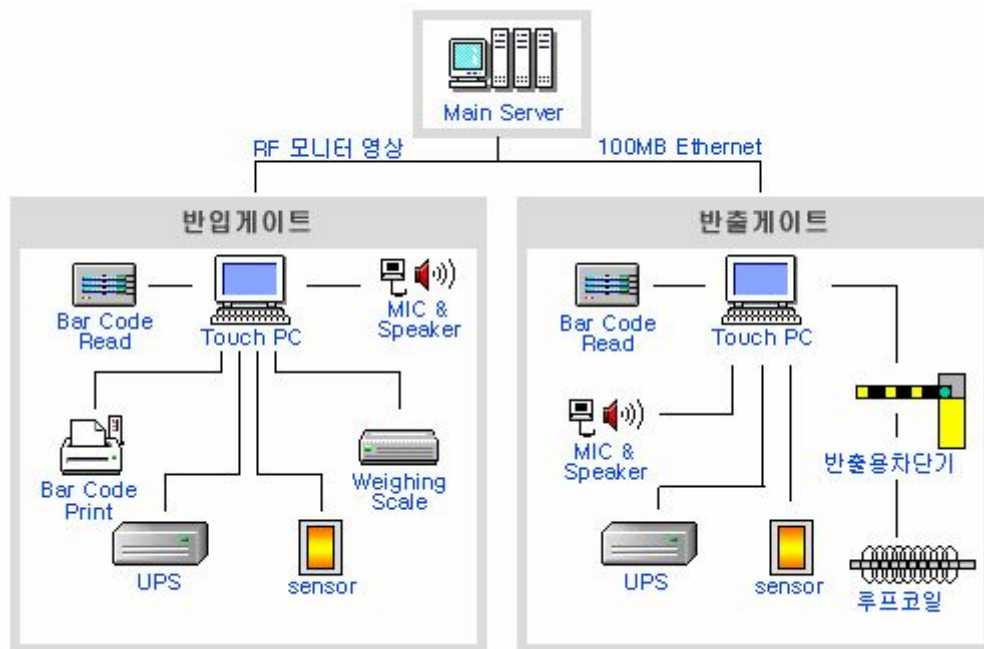 Main Server
RF 모니터 영상
100MB Ethernet
반입게이트
Bar Code
Read
Touch PC
MIC &
Speaker
Bar Code
Print
Weighing
Scale
UPS
sensor
반출게이트
Bar Code
Read
Touch PC
MIC &
Speaker
반출용차단기
UPS
sensor
루프코일